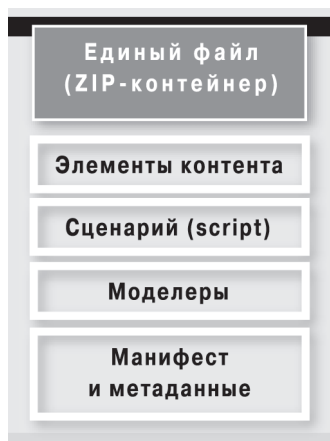 Единый файл
(ZIP-контейнер)
Элементы контента
Сценарий (script)
Моделеры
Манифест
и метаданные